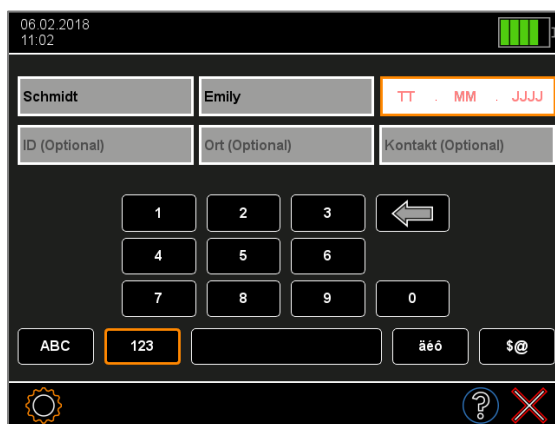 06.02.2018
11:02
Schmidt Emily TT . MM . JJJJ
ID (Optional) Ort (Optional) Kontakt (Optional)
1 2 3
4 5 6
7 8 9 0
ABC 123 äéô $@
?